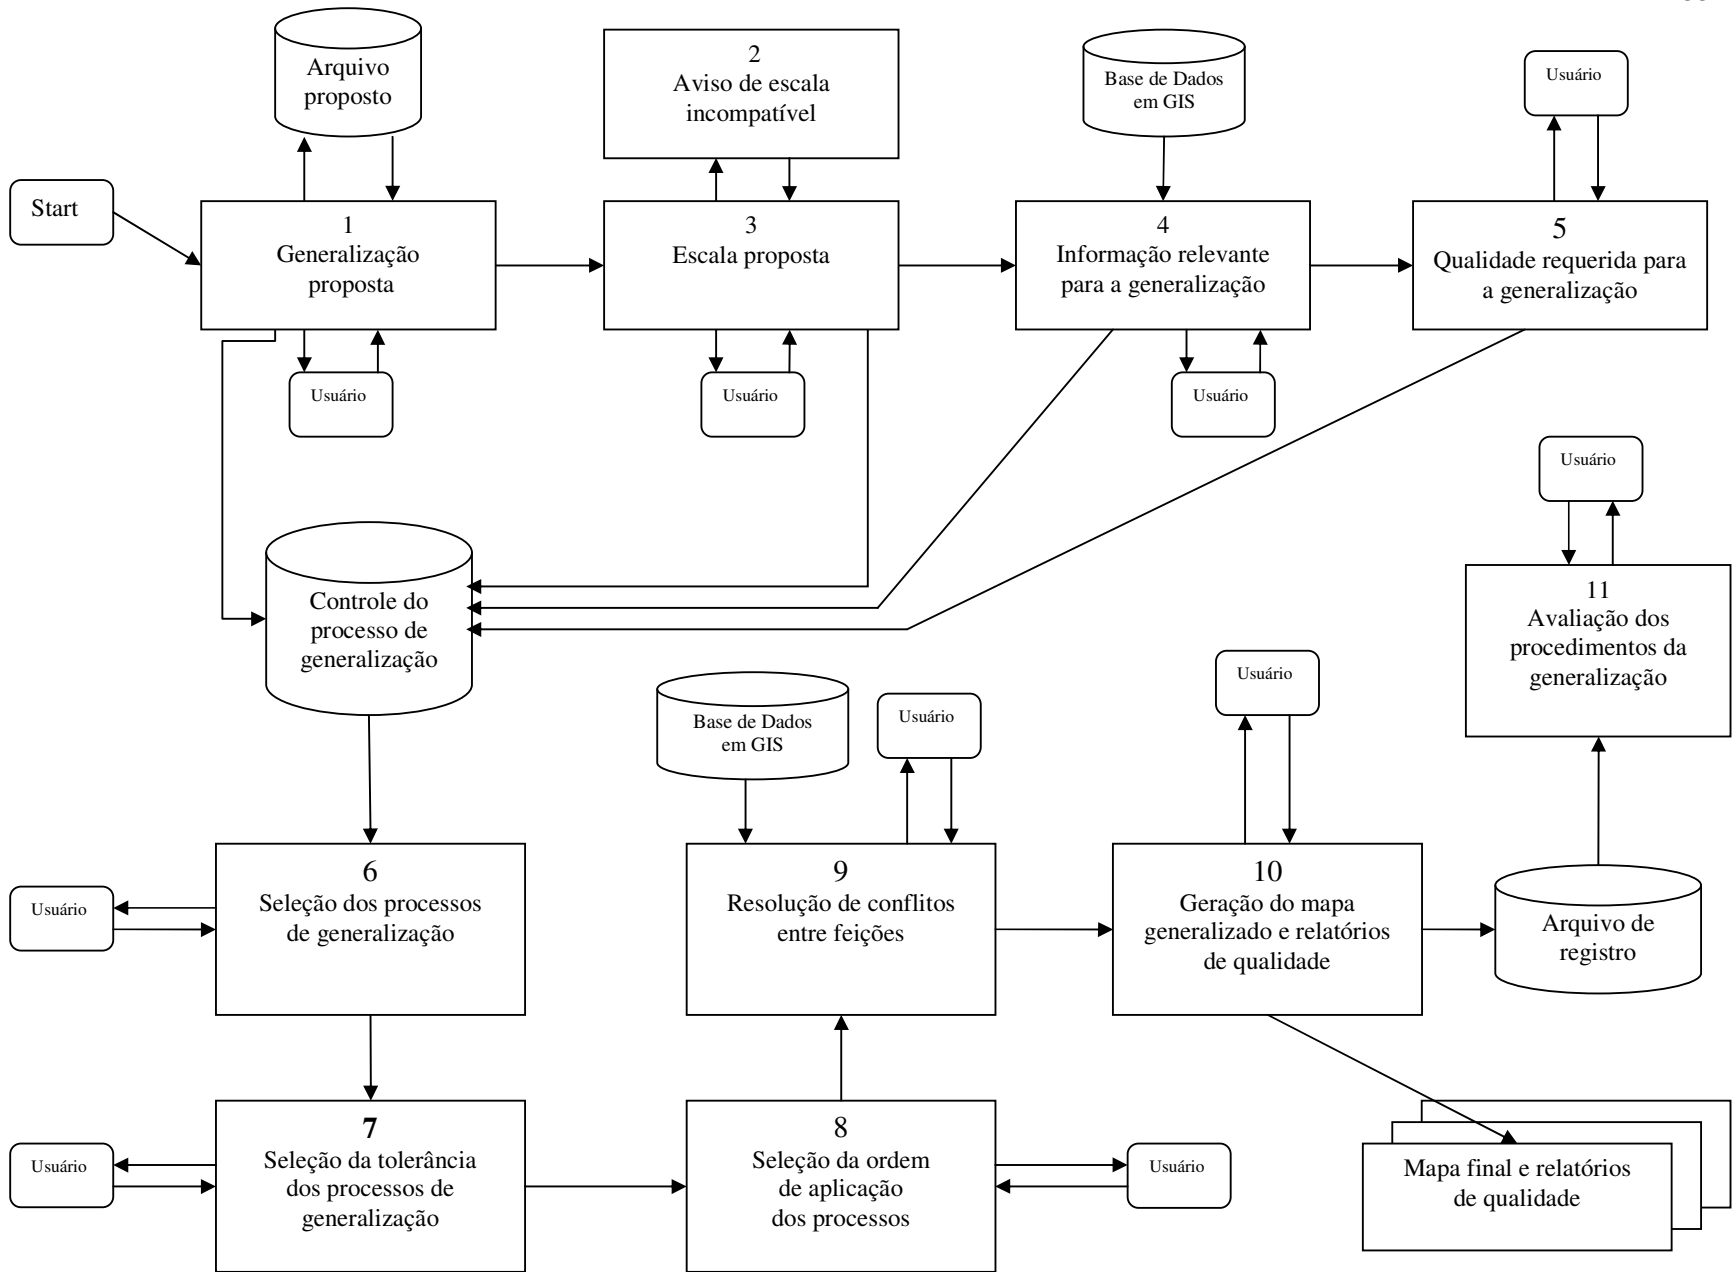 Arquivo
proposto
2
Aviso de escala
incompatível
Base de Dados
em GIS
Usuário
Start
1
Generalização
proposta
3
Escala proposta
4
Informação relevante
para a generalização
5
Qualidade requerida para
a generalização
Usuário
Usuário
Usuário
Usuário
Controle do
processo de
generalização
11
Avaliação dos
procedimentos da
generalização
Base de Dados
em GIS
Usuário
Usuário
6
Seleção dos processos
de generalização
Usuário
9
Resolução de conflitos
entre feições
10
Geração do mapa
generalizado e relatórios
de qualidade
Arquivo de
registro
Usuário
7
Seleção da tolerância
dos processos de
generalização
8
Seleção da ordem
de aplicação
dos processos
Usuário
Mapa final e relatórios
de qualidade